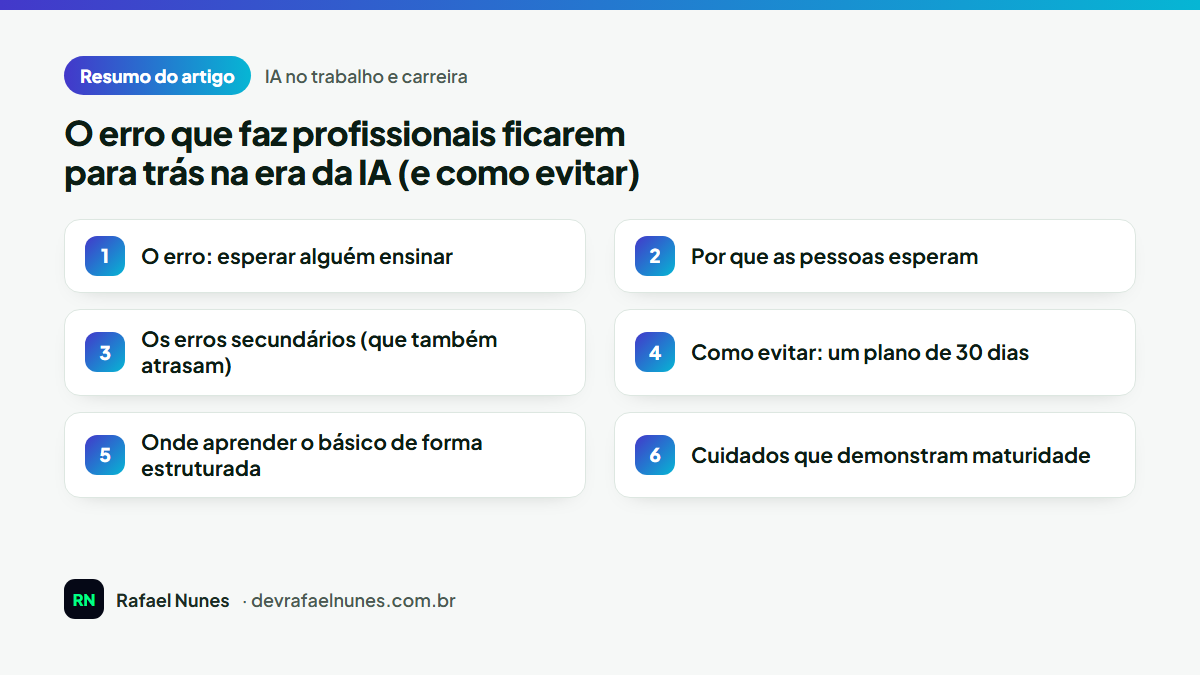 Resumo do artigo
IA no trabalho e carreira
O erro que faz profissionais ficarem
para trás na era da IA (e como evitar)
1
O erro: esperar alguém ensinar
2
Por que as pessoas esperam
3
Os erros secundários (que também
atrasam)
4
Como evitar: um plano de 30 dias
5
Onde aprender o básico de forma
estruturada
6
Cuidados que demonstram maturidade
RN
Rafael Nunes · devrafaelnunes.com.br